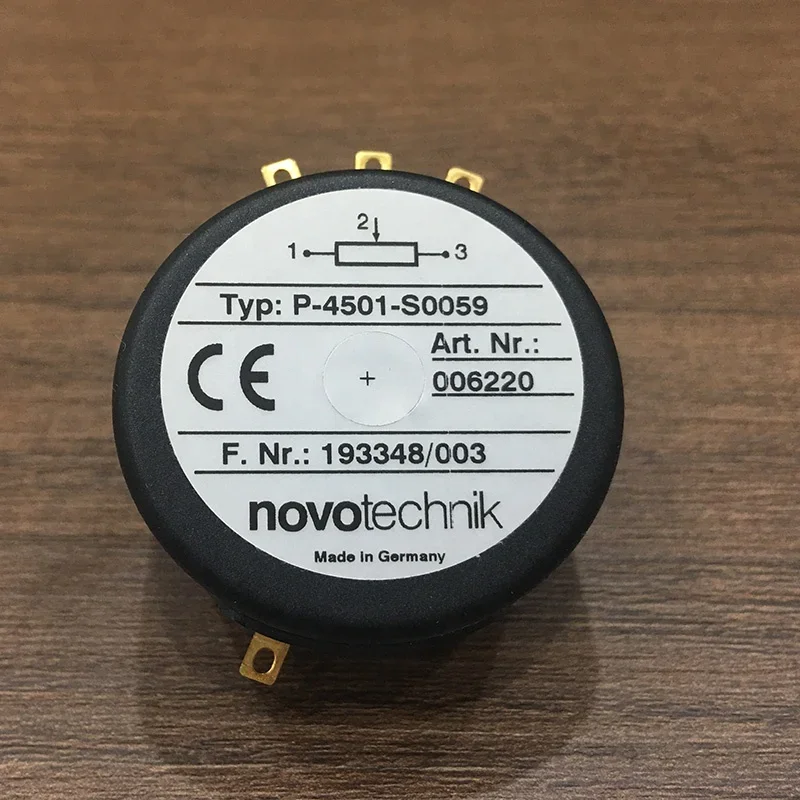 2
1 3
Typ: P-4501-S0059
CE
Art. Nr.:
006220
F. Nr.: 193348/003
novotechnik
Made in Germany